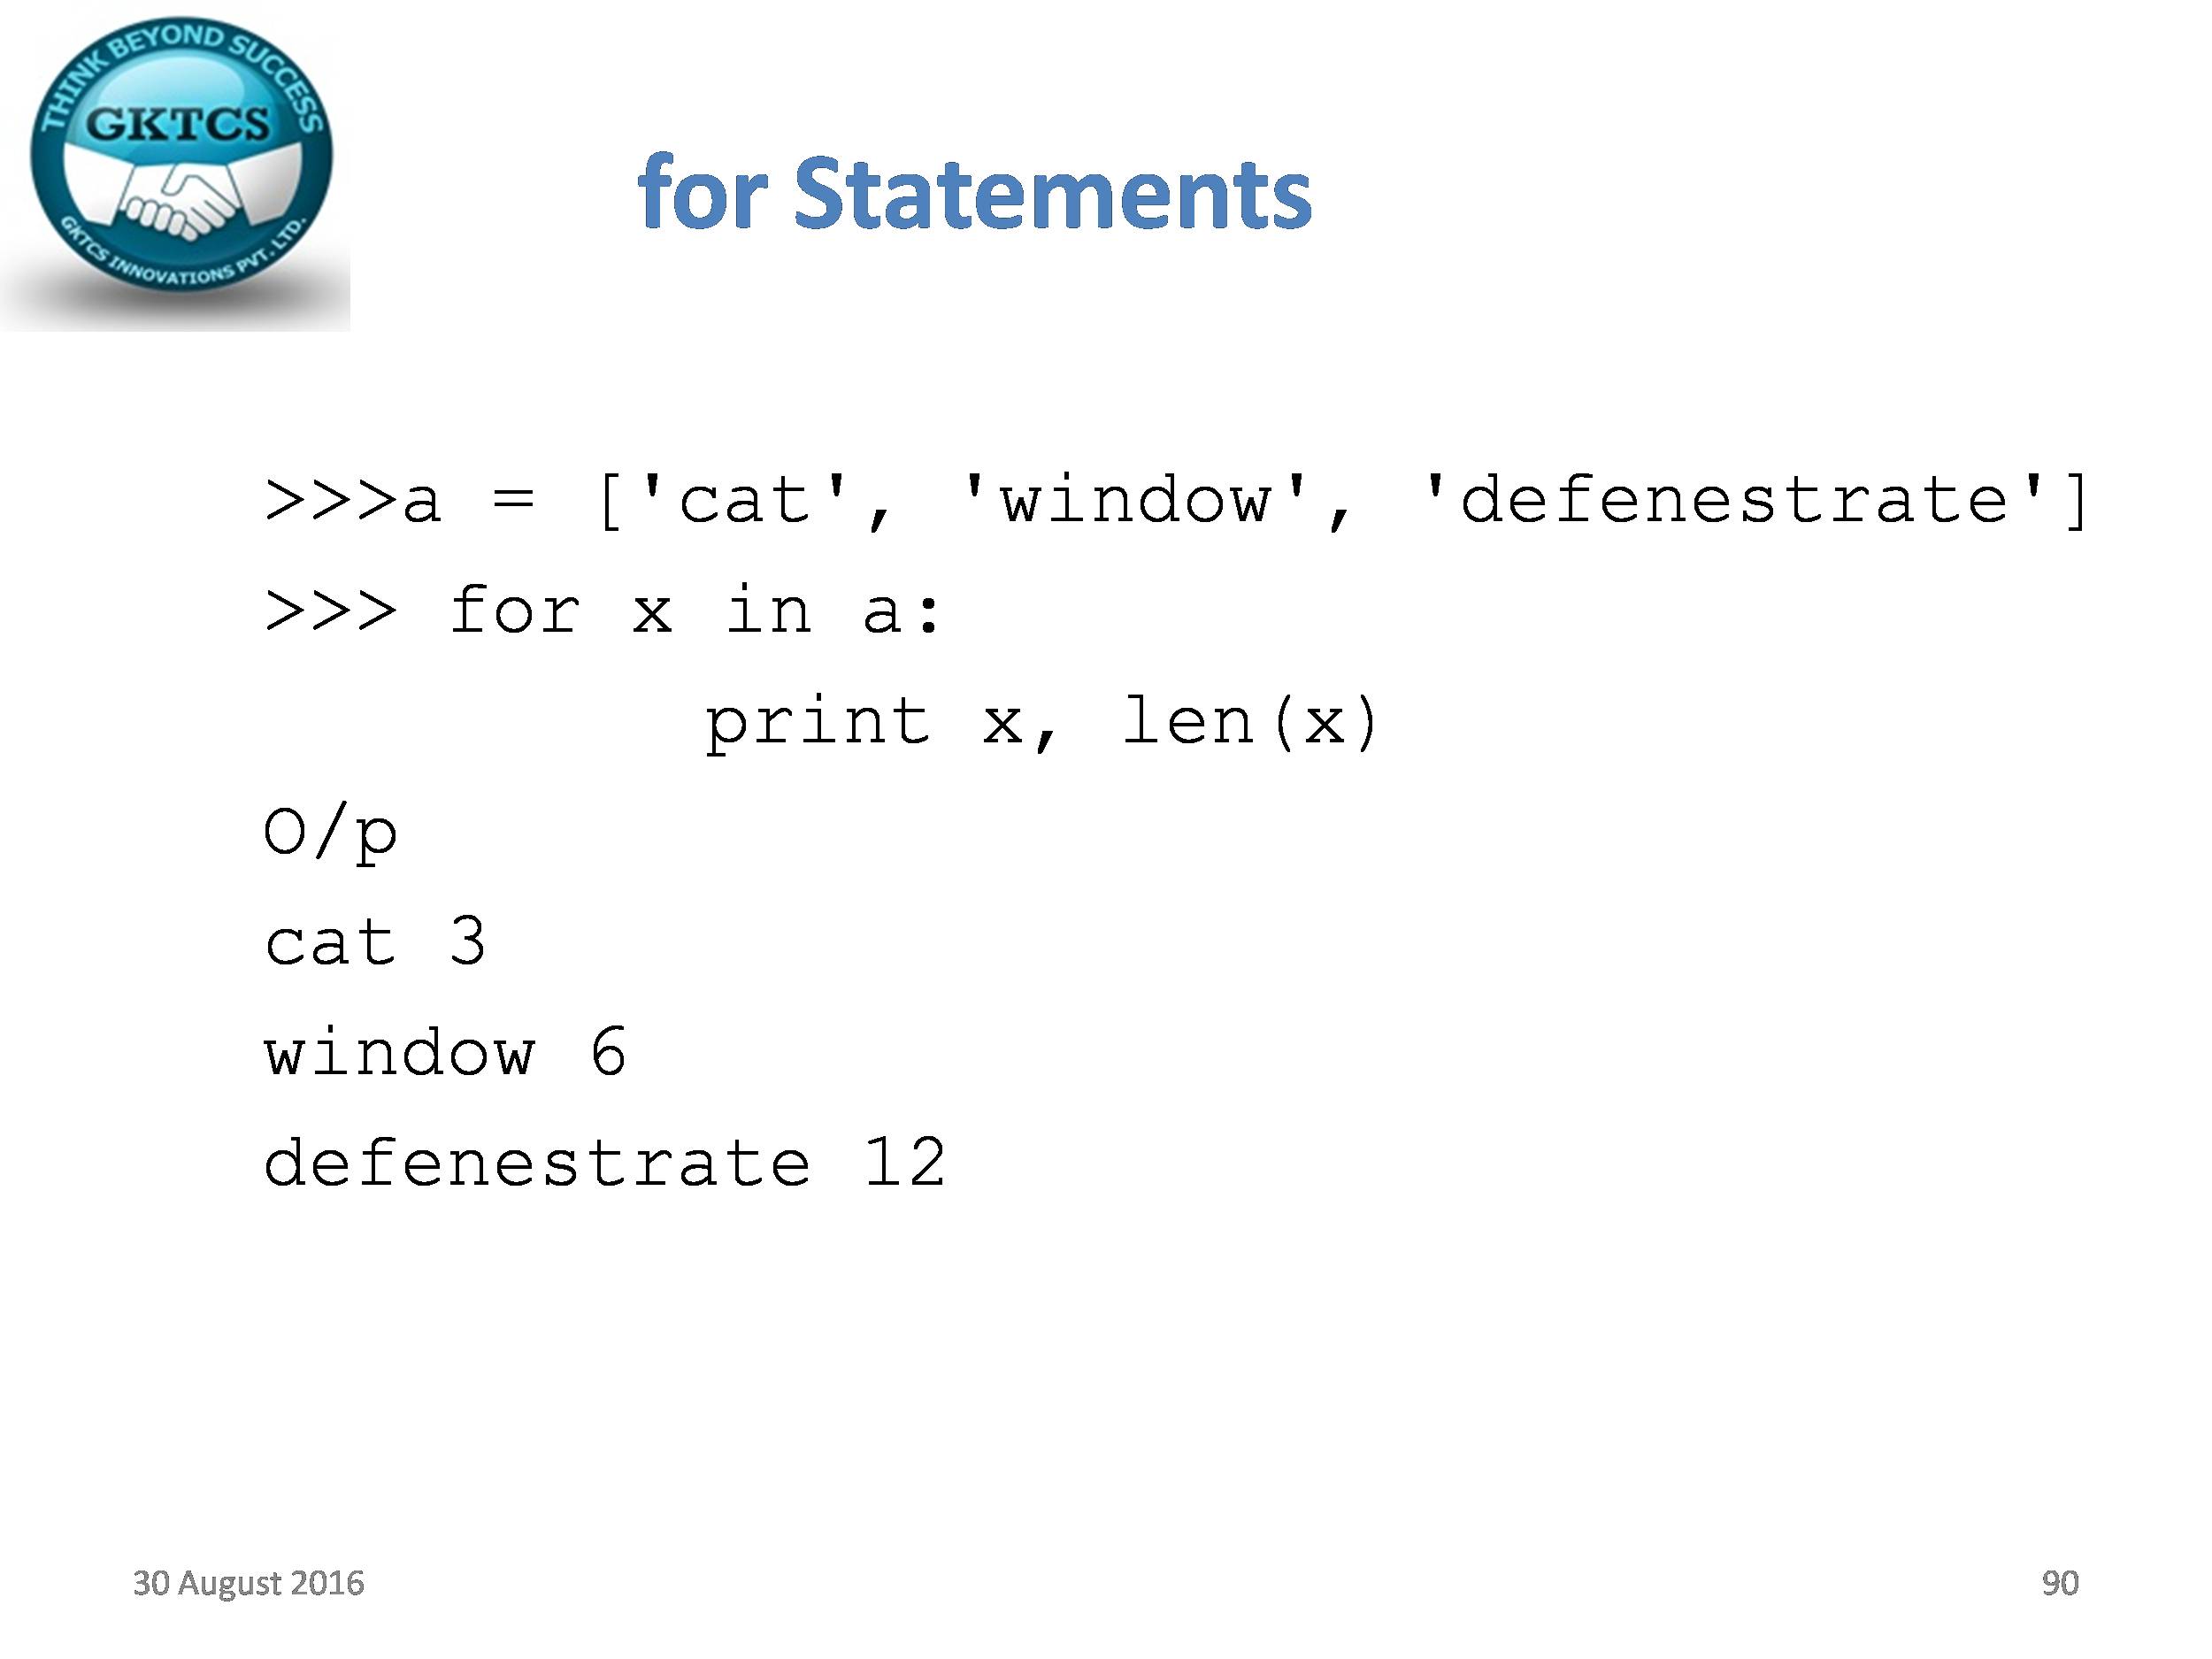 THINK BEYOND SUCCESS
GKTCS
GKTCS INNOVATIONS PVT. LTD.
for Statements
>>>a = ['cat', 'window', 'defenestrate']
>>> for x in a:
print x, len(x)
O/p
cat 3
window 6
defenestrate 12
30 August 2016
90